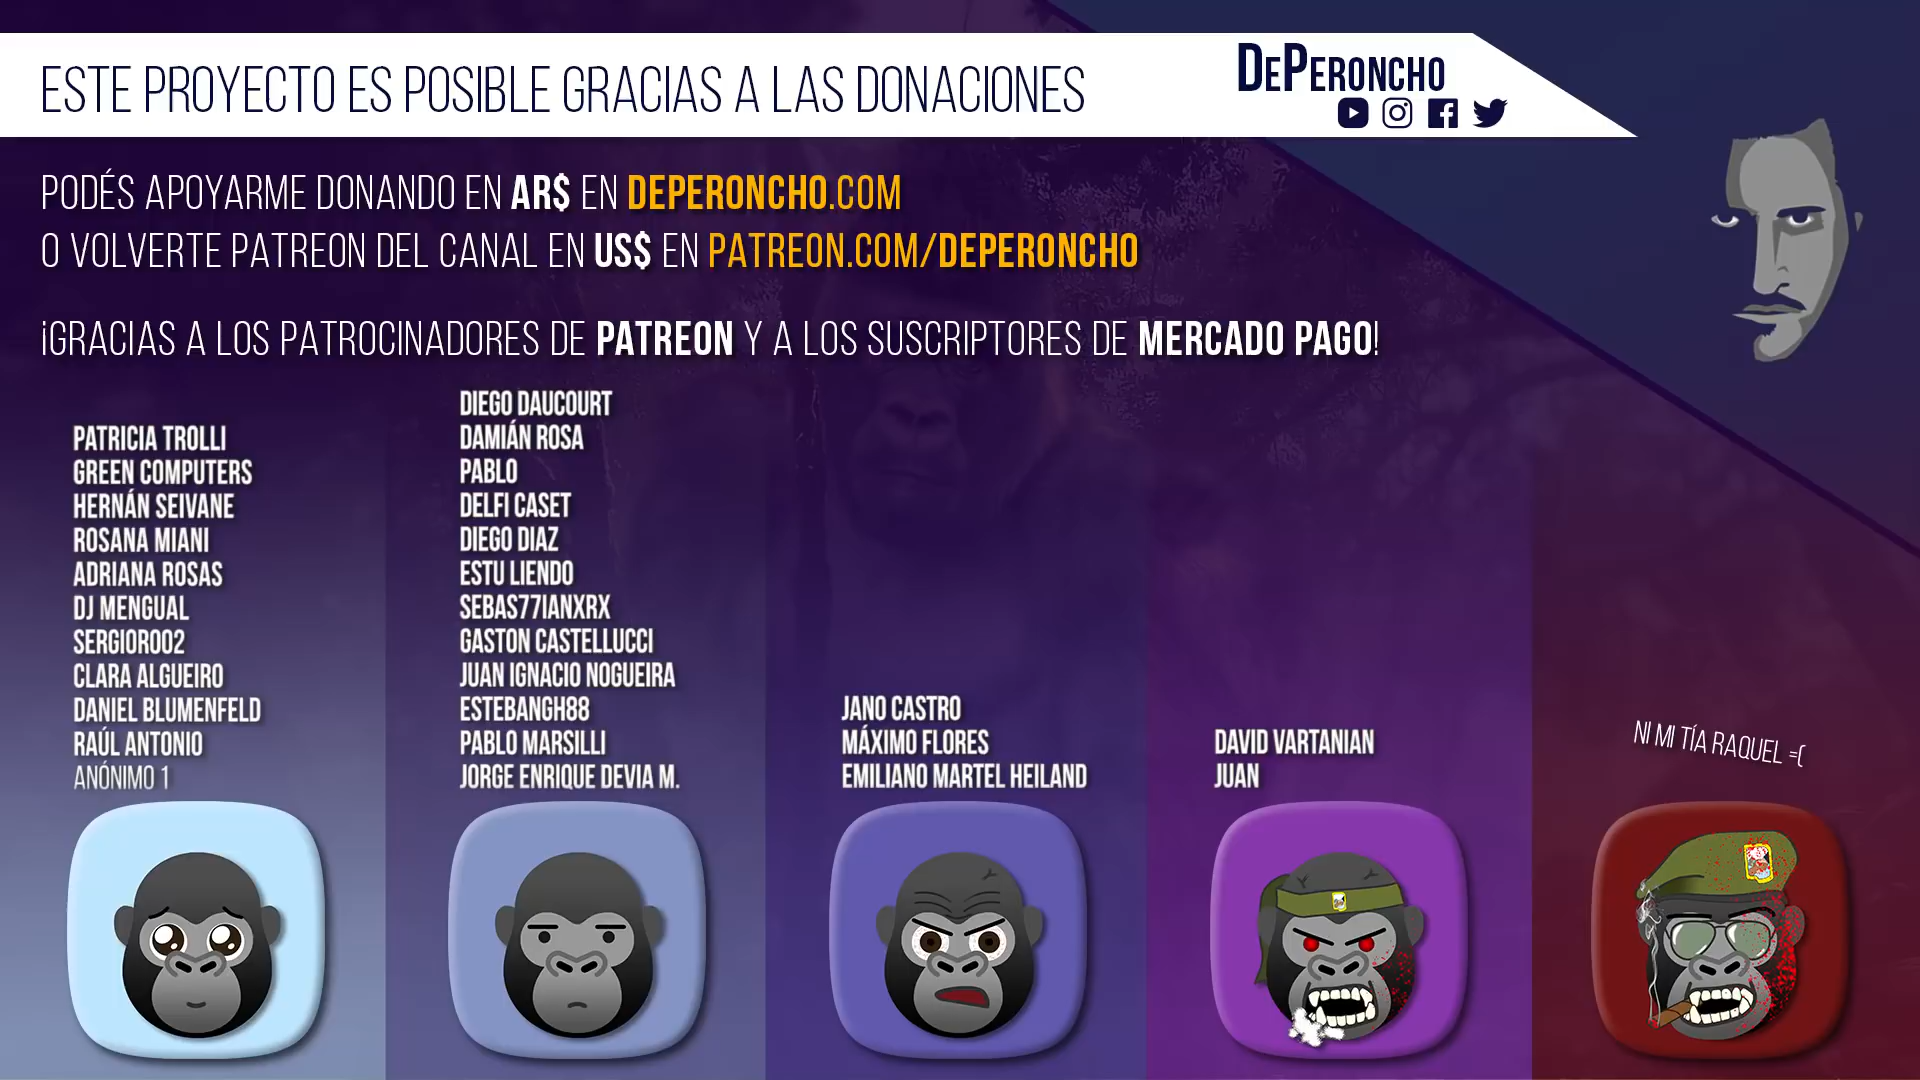 ESTE PROYECTO ES POSIBLE GRACIAS A LAS DONACIONES
DEPERONCHO
PODÉS APOYARME DONANDO EN AR$ EN DEPERONCHO.COM
O VOLVERTE PATREON DEL CANAL EN US$ EN PATREON.COM/DEPERONCHO
¡GRACIAS A LOS PATROCINADORES DE PATREON Y A LOS SUSCRIPTORES DE MERCADO PAGO!
PATRICIA TROLLI
GREEN COMPUTERS
HERNÁN SEIVANE
ROSANA MIANI
ADRIANA ROSAS
DJ MENGUAL
SERGIOR002
CLARA ALGUEIRO
DANIEL BLUMENFELD
RAÚL ANTONIO
ANÓNIMO 1
DIEGO DAUCOURT
DAMIÁN ROSA
PABLO
DELFI CASET
DIEGO DIAZ
ESTU LIENDO
SEBAS77IANXRX
GASTON CASTELLUCCI
JUAN IGNACIO NOGUEIRA
ESTEBANGH88
PABLO MARSILLI
JORGE ENRIQUE DEVIA M.
JANO CASTRO
MÁXIMO FLORES
EMILIANO MARTEL HEILAND
DAVID VARTANIAN
JUAN
NI MI TÍA RAQUEL =(